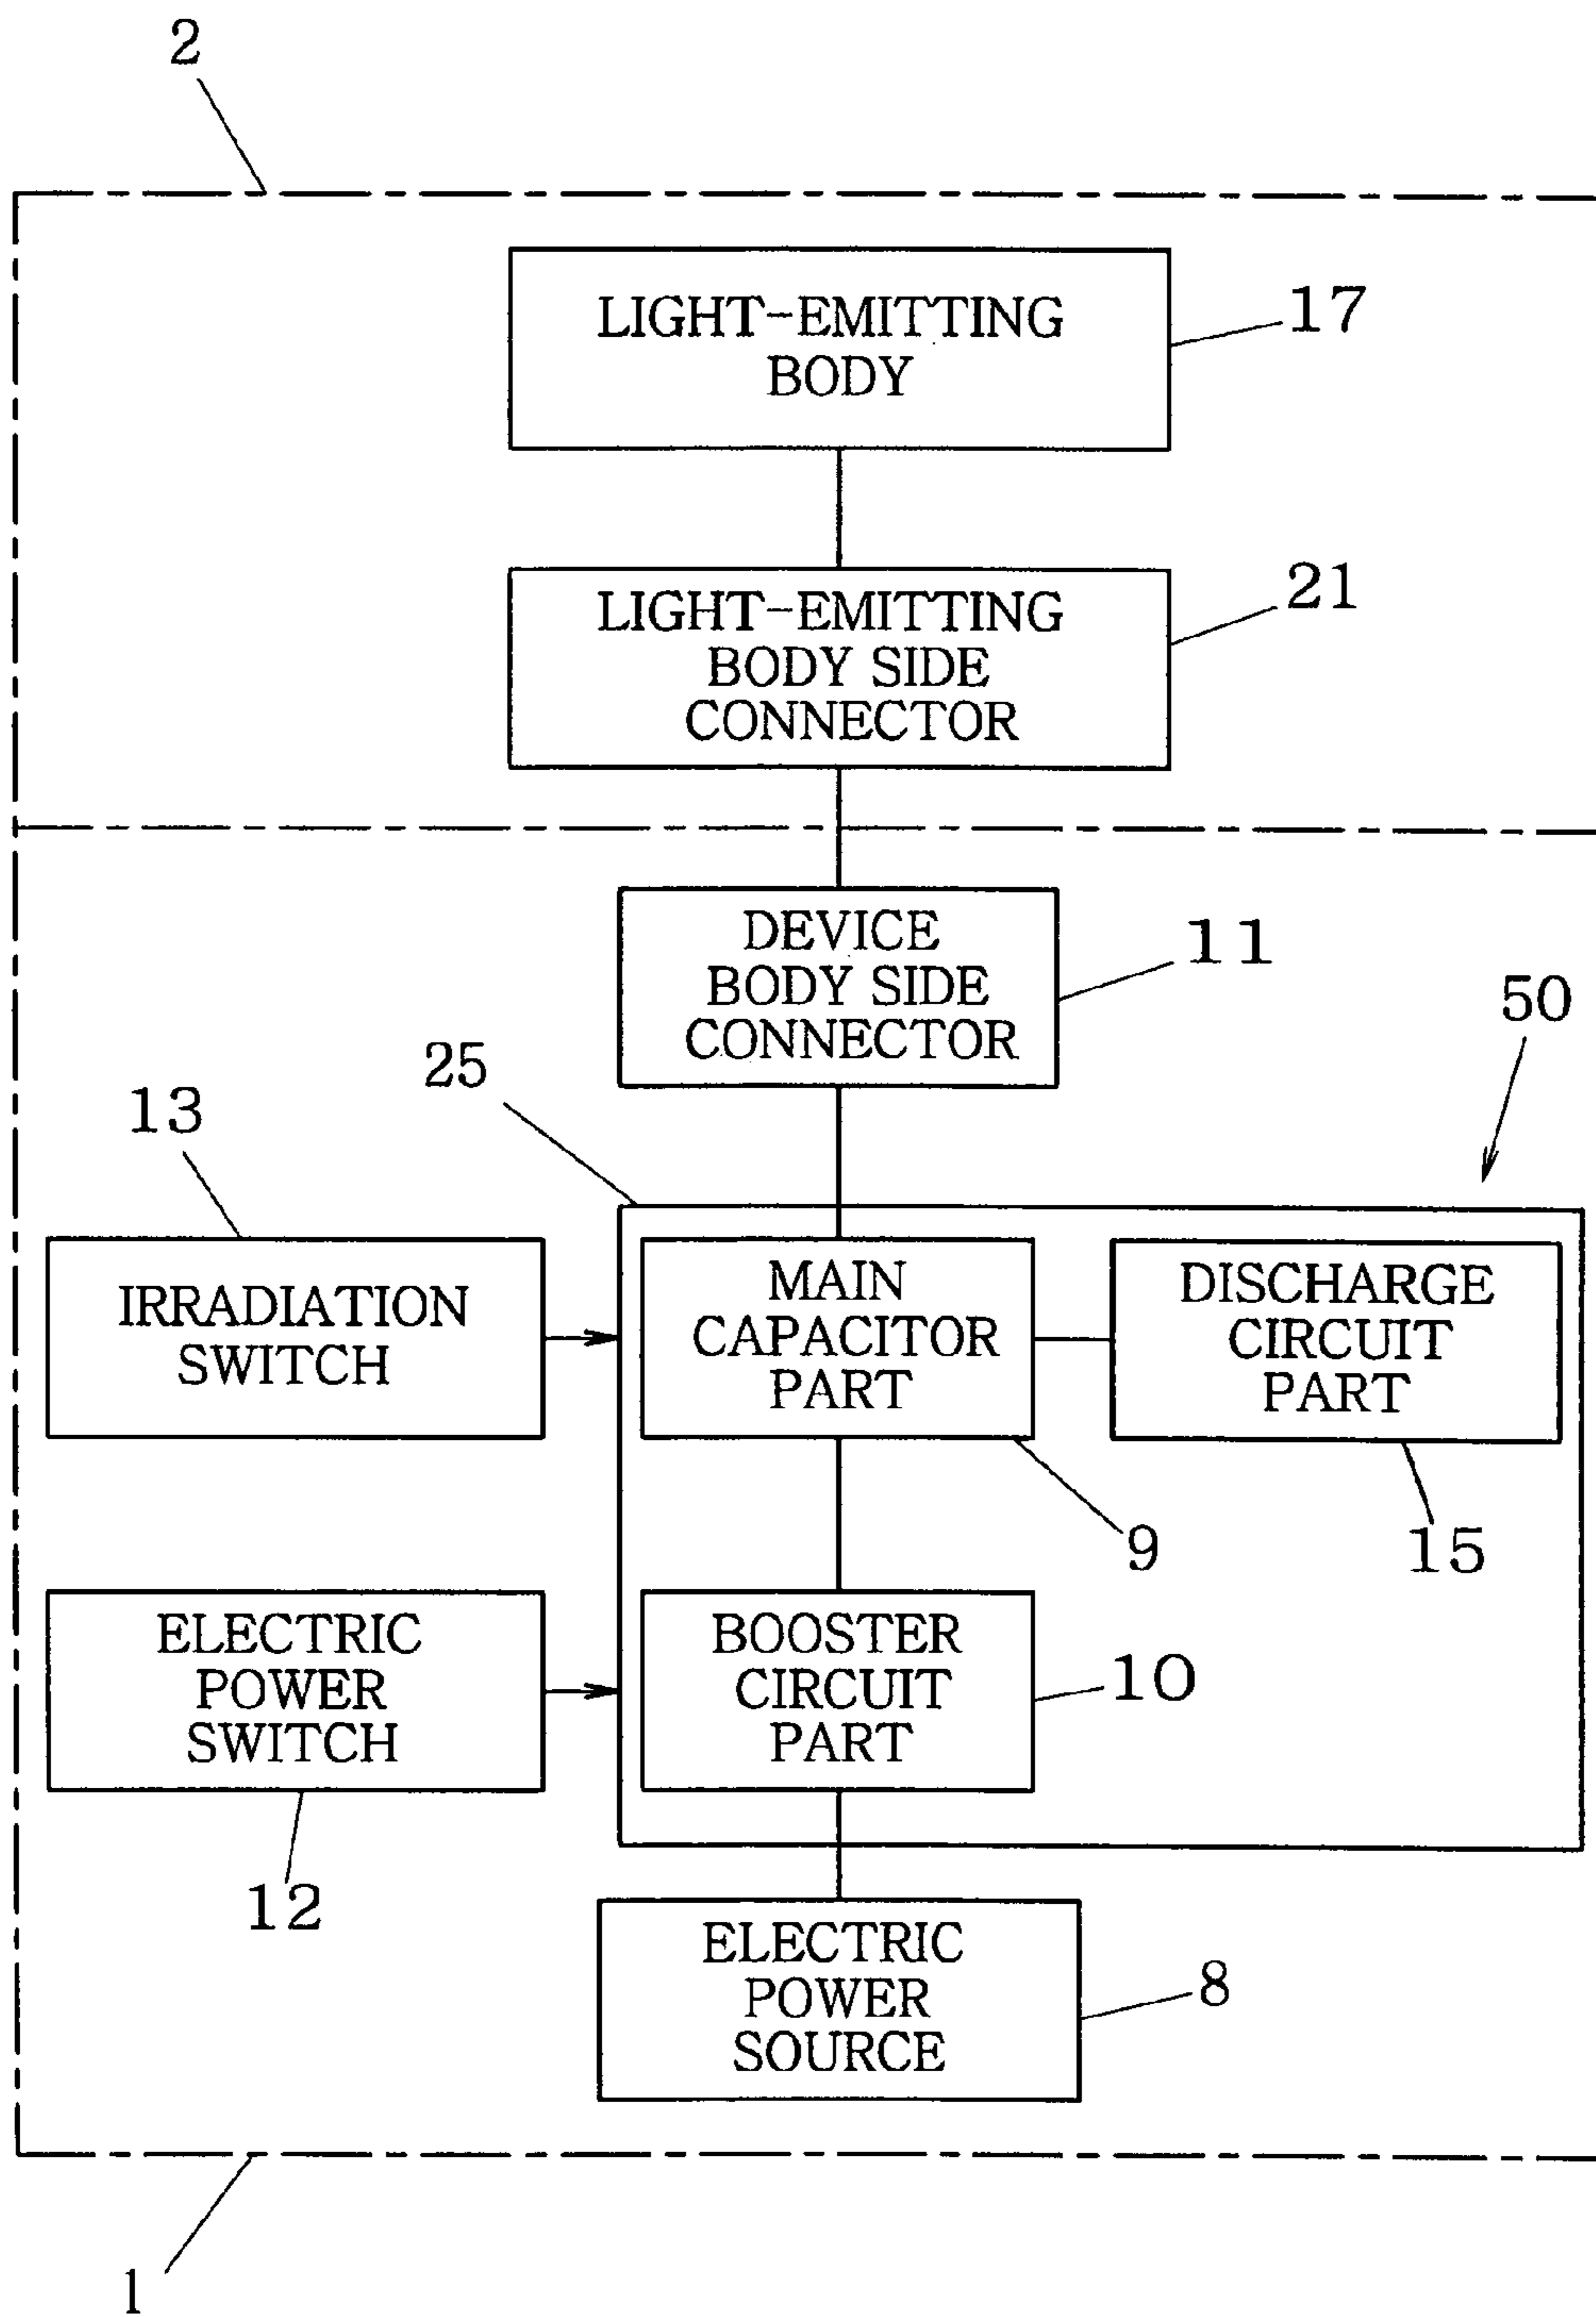 2
LIGHT-EMITTING
BODY
17
LIGHT-EMITTING
BODY SIDE
CONNECTOR
21
DEVICE
BODY SIDE
CONNECTOR
11
50
25
13
IRRADIATION
SWITCH
MAIN
CAPACITOR
PART
DISCHARGE
CIRCUIT
PART
9
15
ELECTRIC
POWER
SWITCH
BOOSTER
CIRCUIT
PART
10
12
ELECTRIC
POWER
SOURCE
8
1